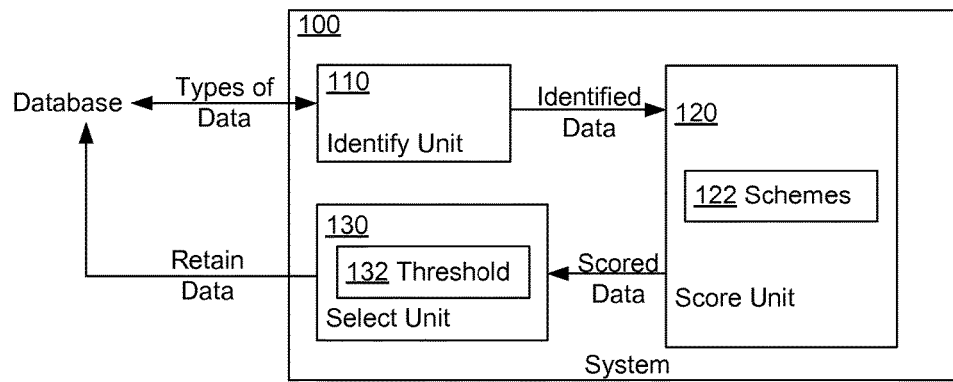 100
Database
Types of
Data
110
Identify Unit
Identified
Data
120
122 Schemes
Score Unit
Scored
Data
130
132 Threshold
Select Unit
Retain
Data
System